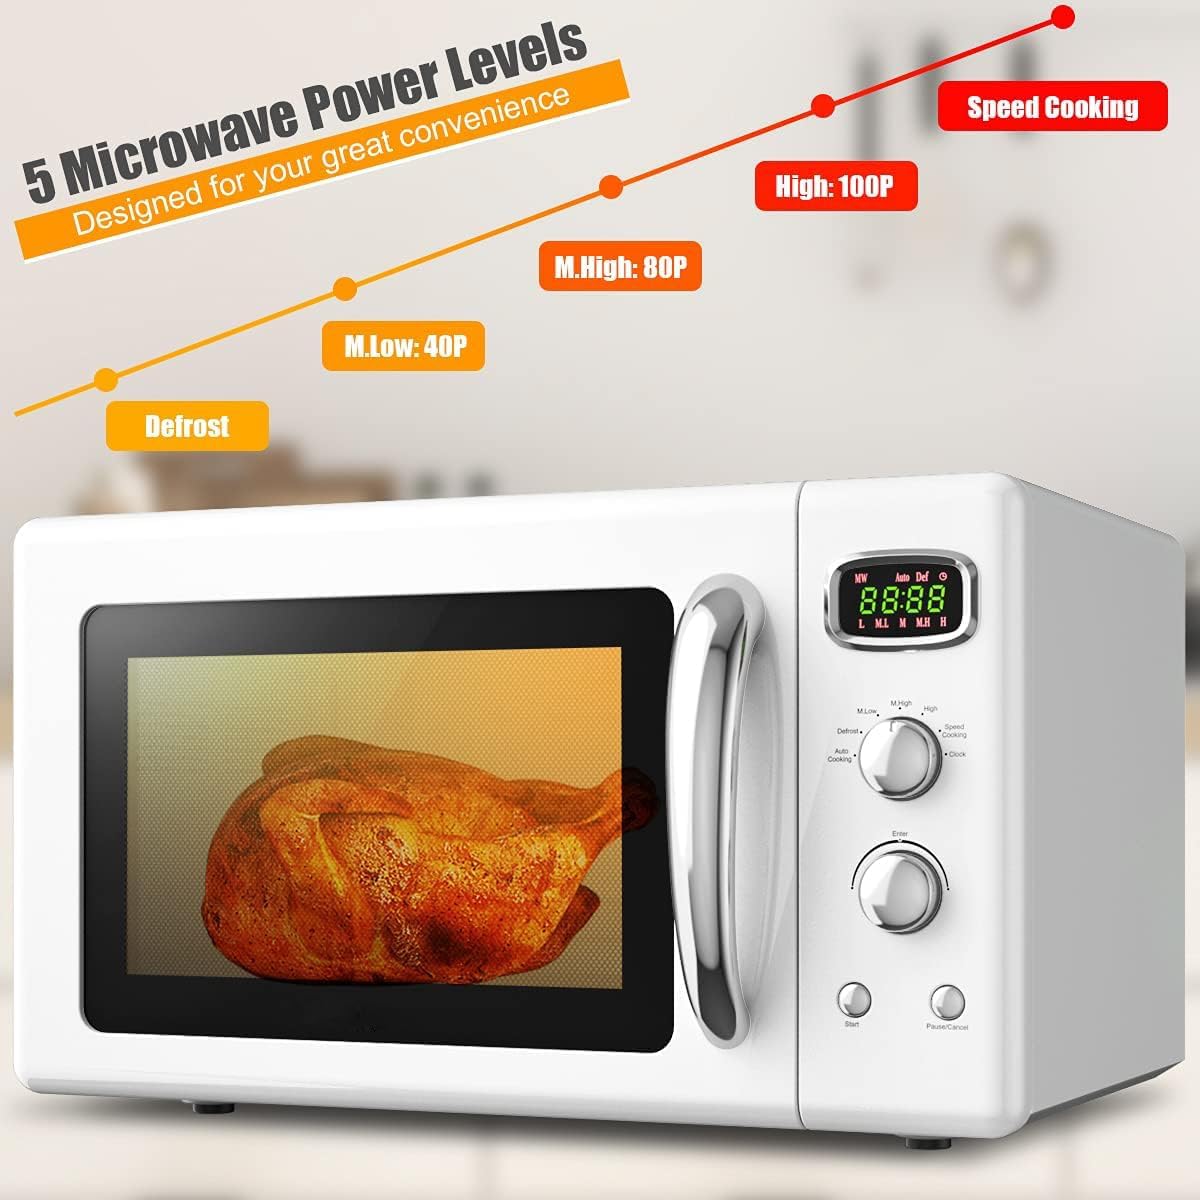 5 Microwave Power Levels
Designed for your great convenience
Speed Cooking
High: 100P
M.High: 80P
M.Low: 40P
Defrost
MW Auto Def
88:88
L M.L M M.H H
M.High
M.Low High
Defrost Speed
Cooking
Auto
Cooking Clock
Enter
Start Pause/Cancel